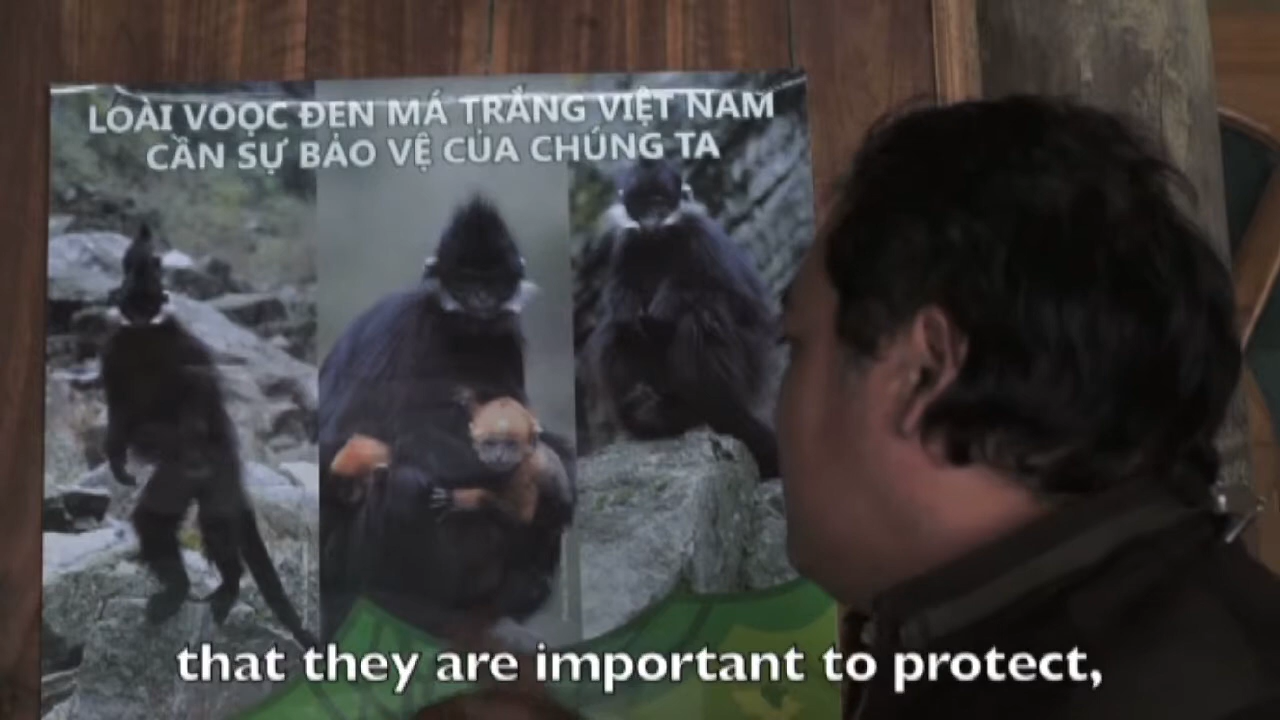 LOÀI VOỌC ĐEN MÁ TRẮNG VIỆT NAM
CẦN SỰ BẢO VỆ CỦA CHÚNG TA
that they are important to protect,